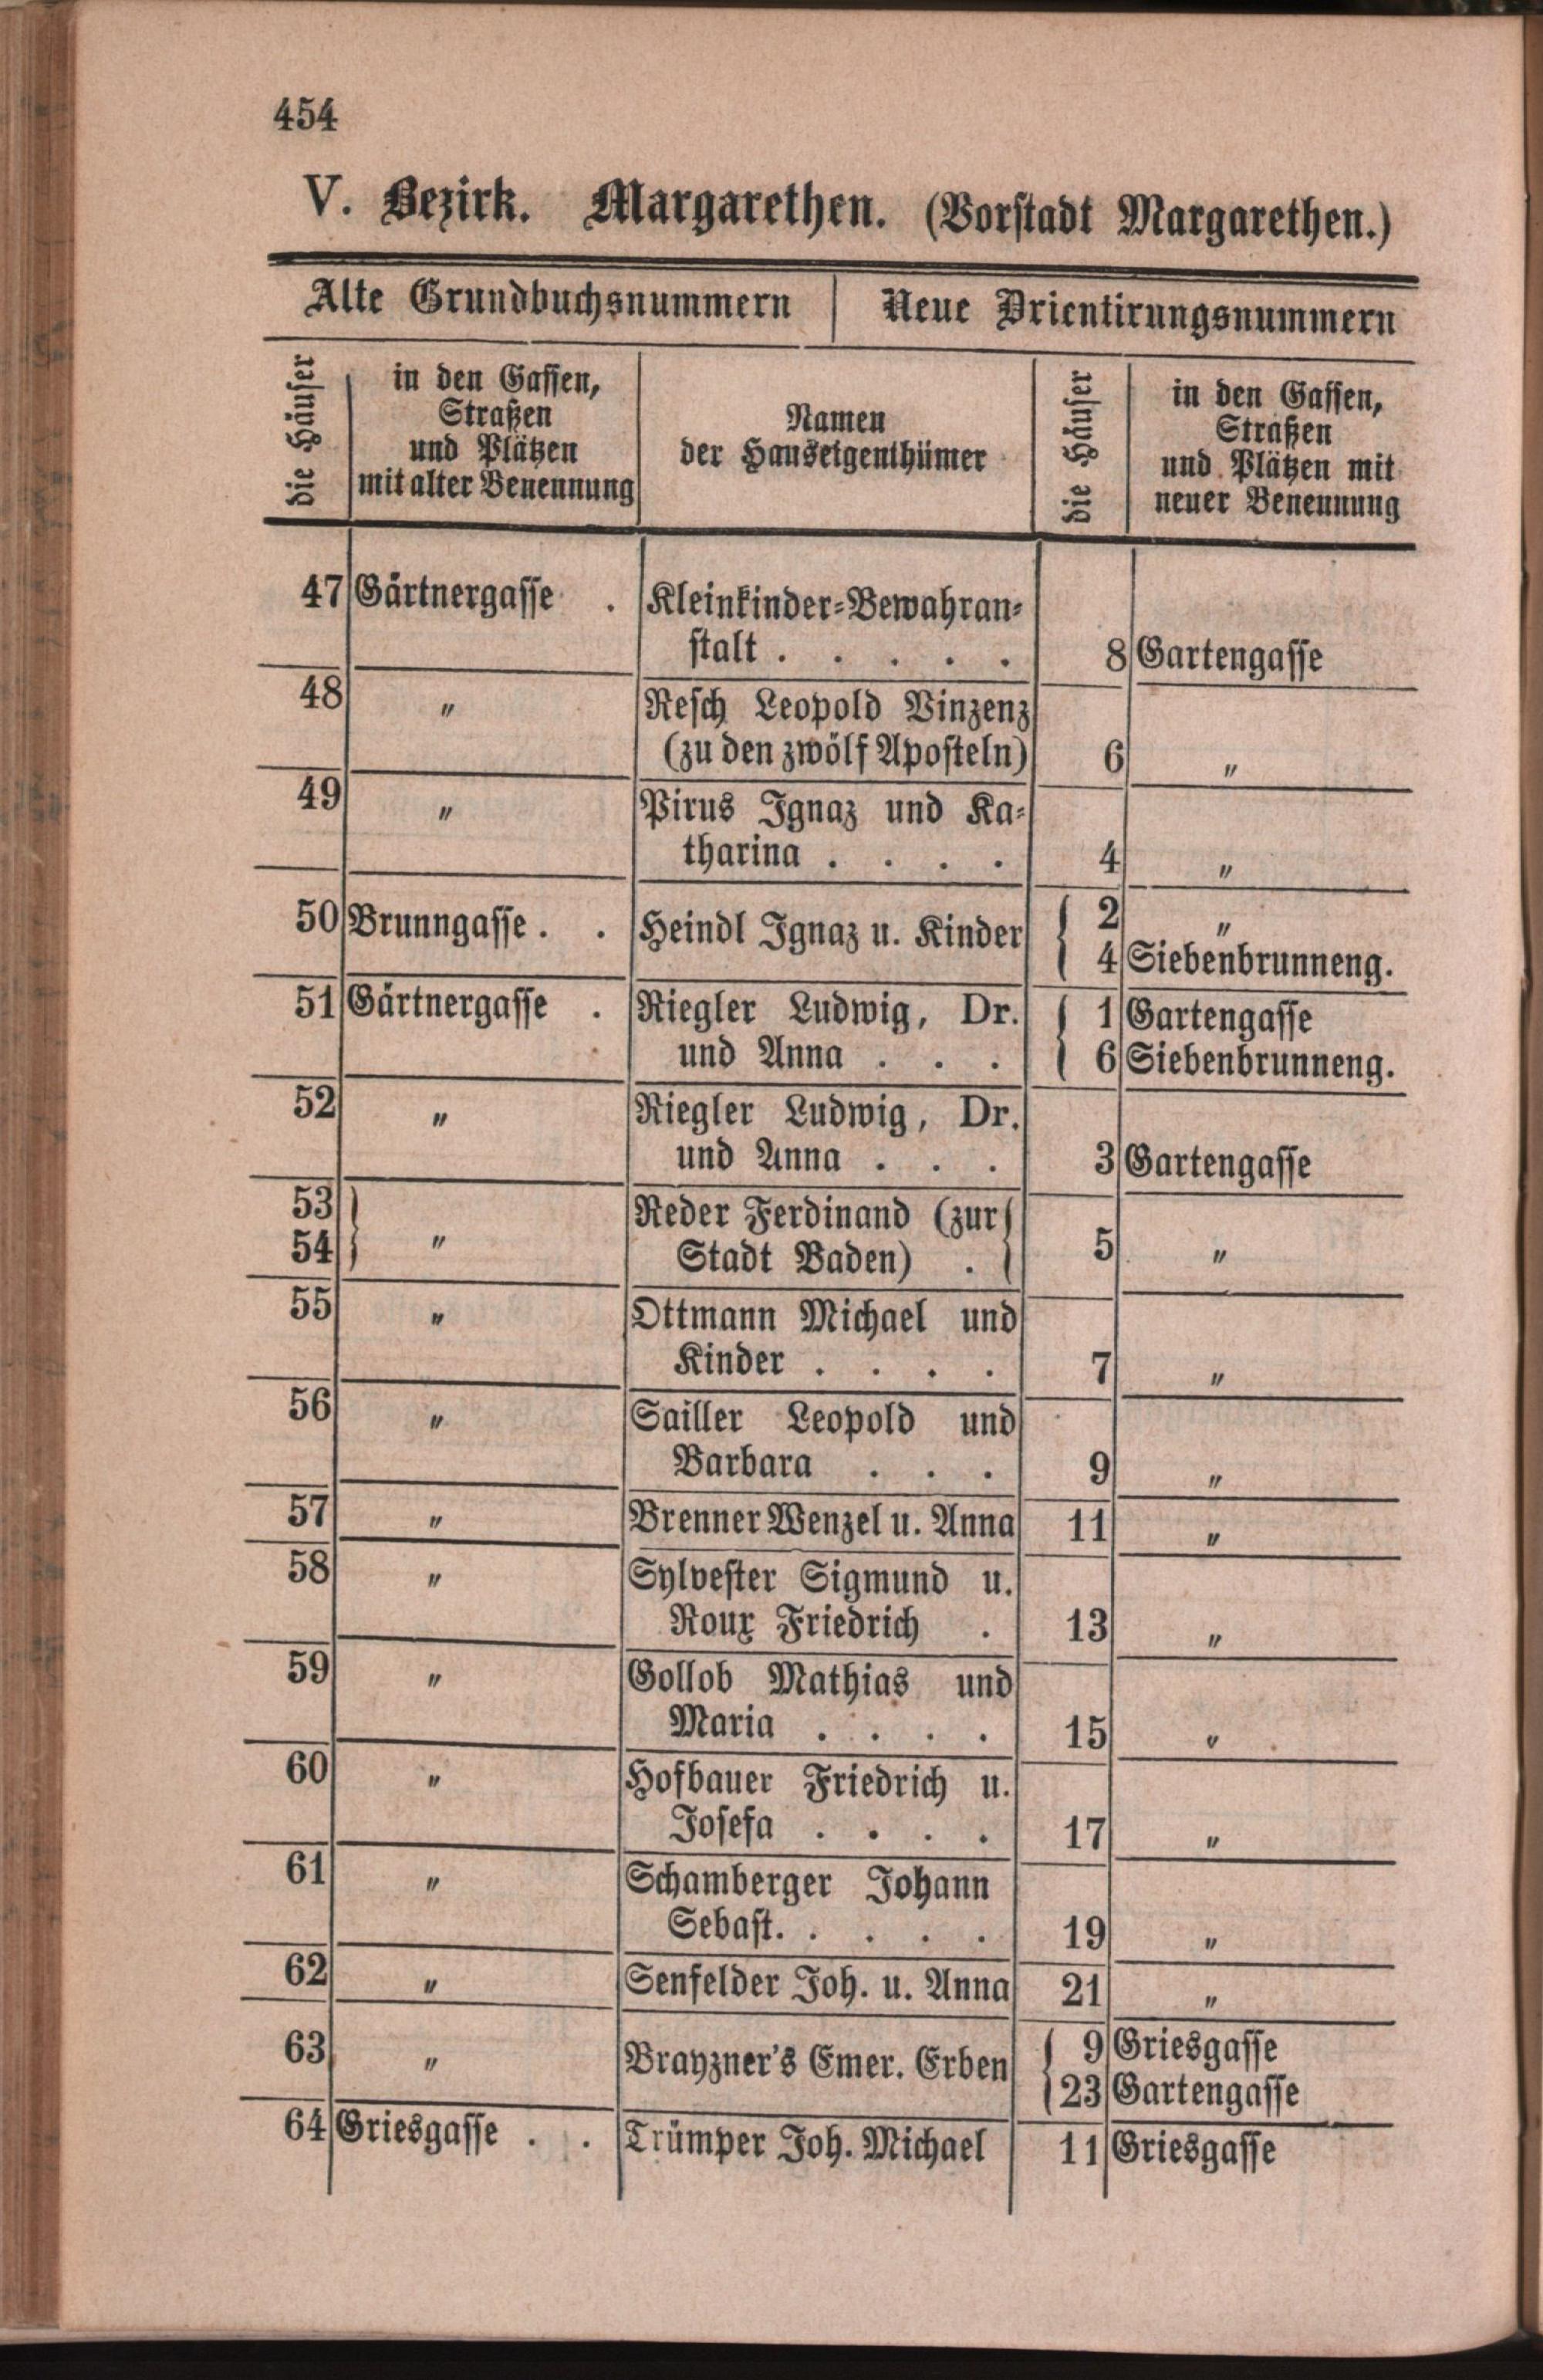 454
V. Bezirk. Margarethen. (Vorstadt Margarethen.)
Alte Grundbuchsnummern | Neue Orientirungsnummern
die Häuser
in den Gassen,
Straßen
und Plätzen
mit alter Benennung
Namen
der Hauseigenthümer
die Häuser
in den Gassen,
Straßen
und Plätzen mit
neuer Benennung
47 Gärtnergasse . Kleinkinder-Bewahran-
stalt . . . . . 8 Gartengasse
48 " Resch Leopold Vinzenz
(zu den zwölf Aposteln) 6 "
49 " Pirus Ignaz und Ka-
tharina . . . . 4 "
50 Brunngasse . . Heindl Ignaz u. Kinder { 2 "
4 Siebenbrunneng.
51 Gärtnergasse . Riegler Ludwig, Dr. { 1 Gartengasse
und Anna . . . 6 Siebenbrunneng.
52 " Riegler Ludwig, Dr.
und Anna . . . 3 Gartengasse
53 } Reder Ferdinand (zur }
54 " Stadt Baden) . 5 "
55 " Ottmann Michael und
Kinder . . . . 7 "
56 " Sailler Leopold und
Barbara . . . 9 "
57 " Brenner Wenzel u. Anna 11 "
58 " Sylvester Sigmund u.
Roux Friedrich . 13 "
59 " Gollob Mathias und
Maria . . . . 15 "
60 " Hofbauer Friedrich u.
Josefa . . . . 17 "
61 " Schamberger Johann
Sebast. . . . . 19 "
62 " Senfelder Joh. u. Anna 21 "
63 " Brayzner's Emer. Erben { 9 Griesgasse
23 Gartengasse
64 Griesgasse . . Trümper Joh. Michael 11 Griesgasse